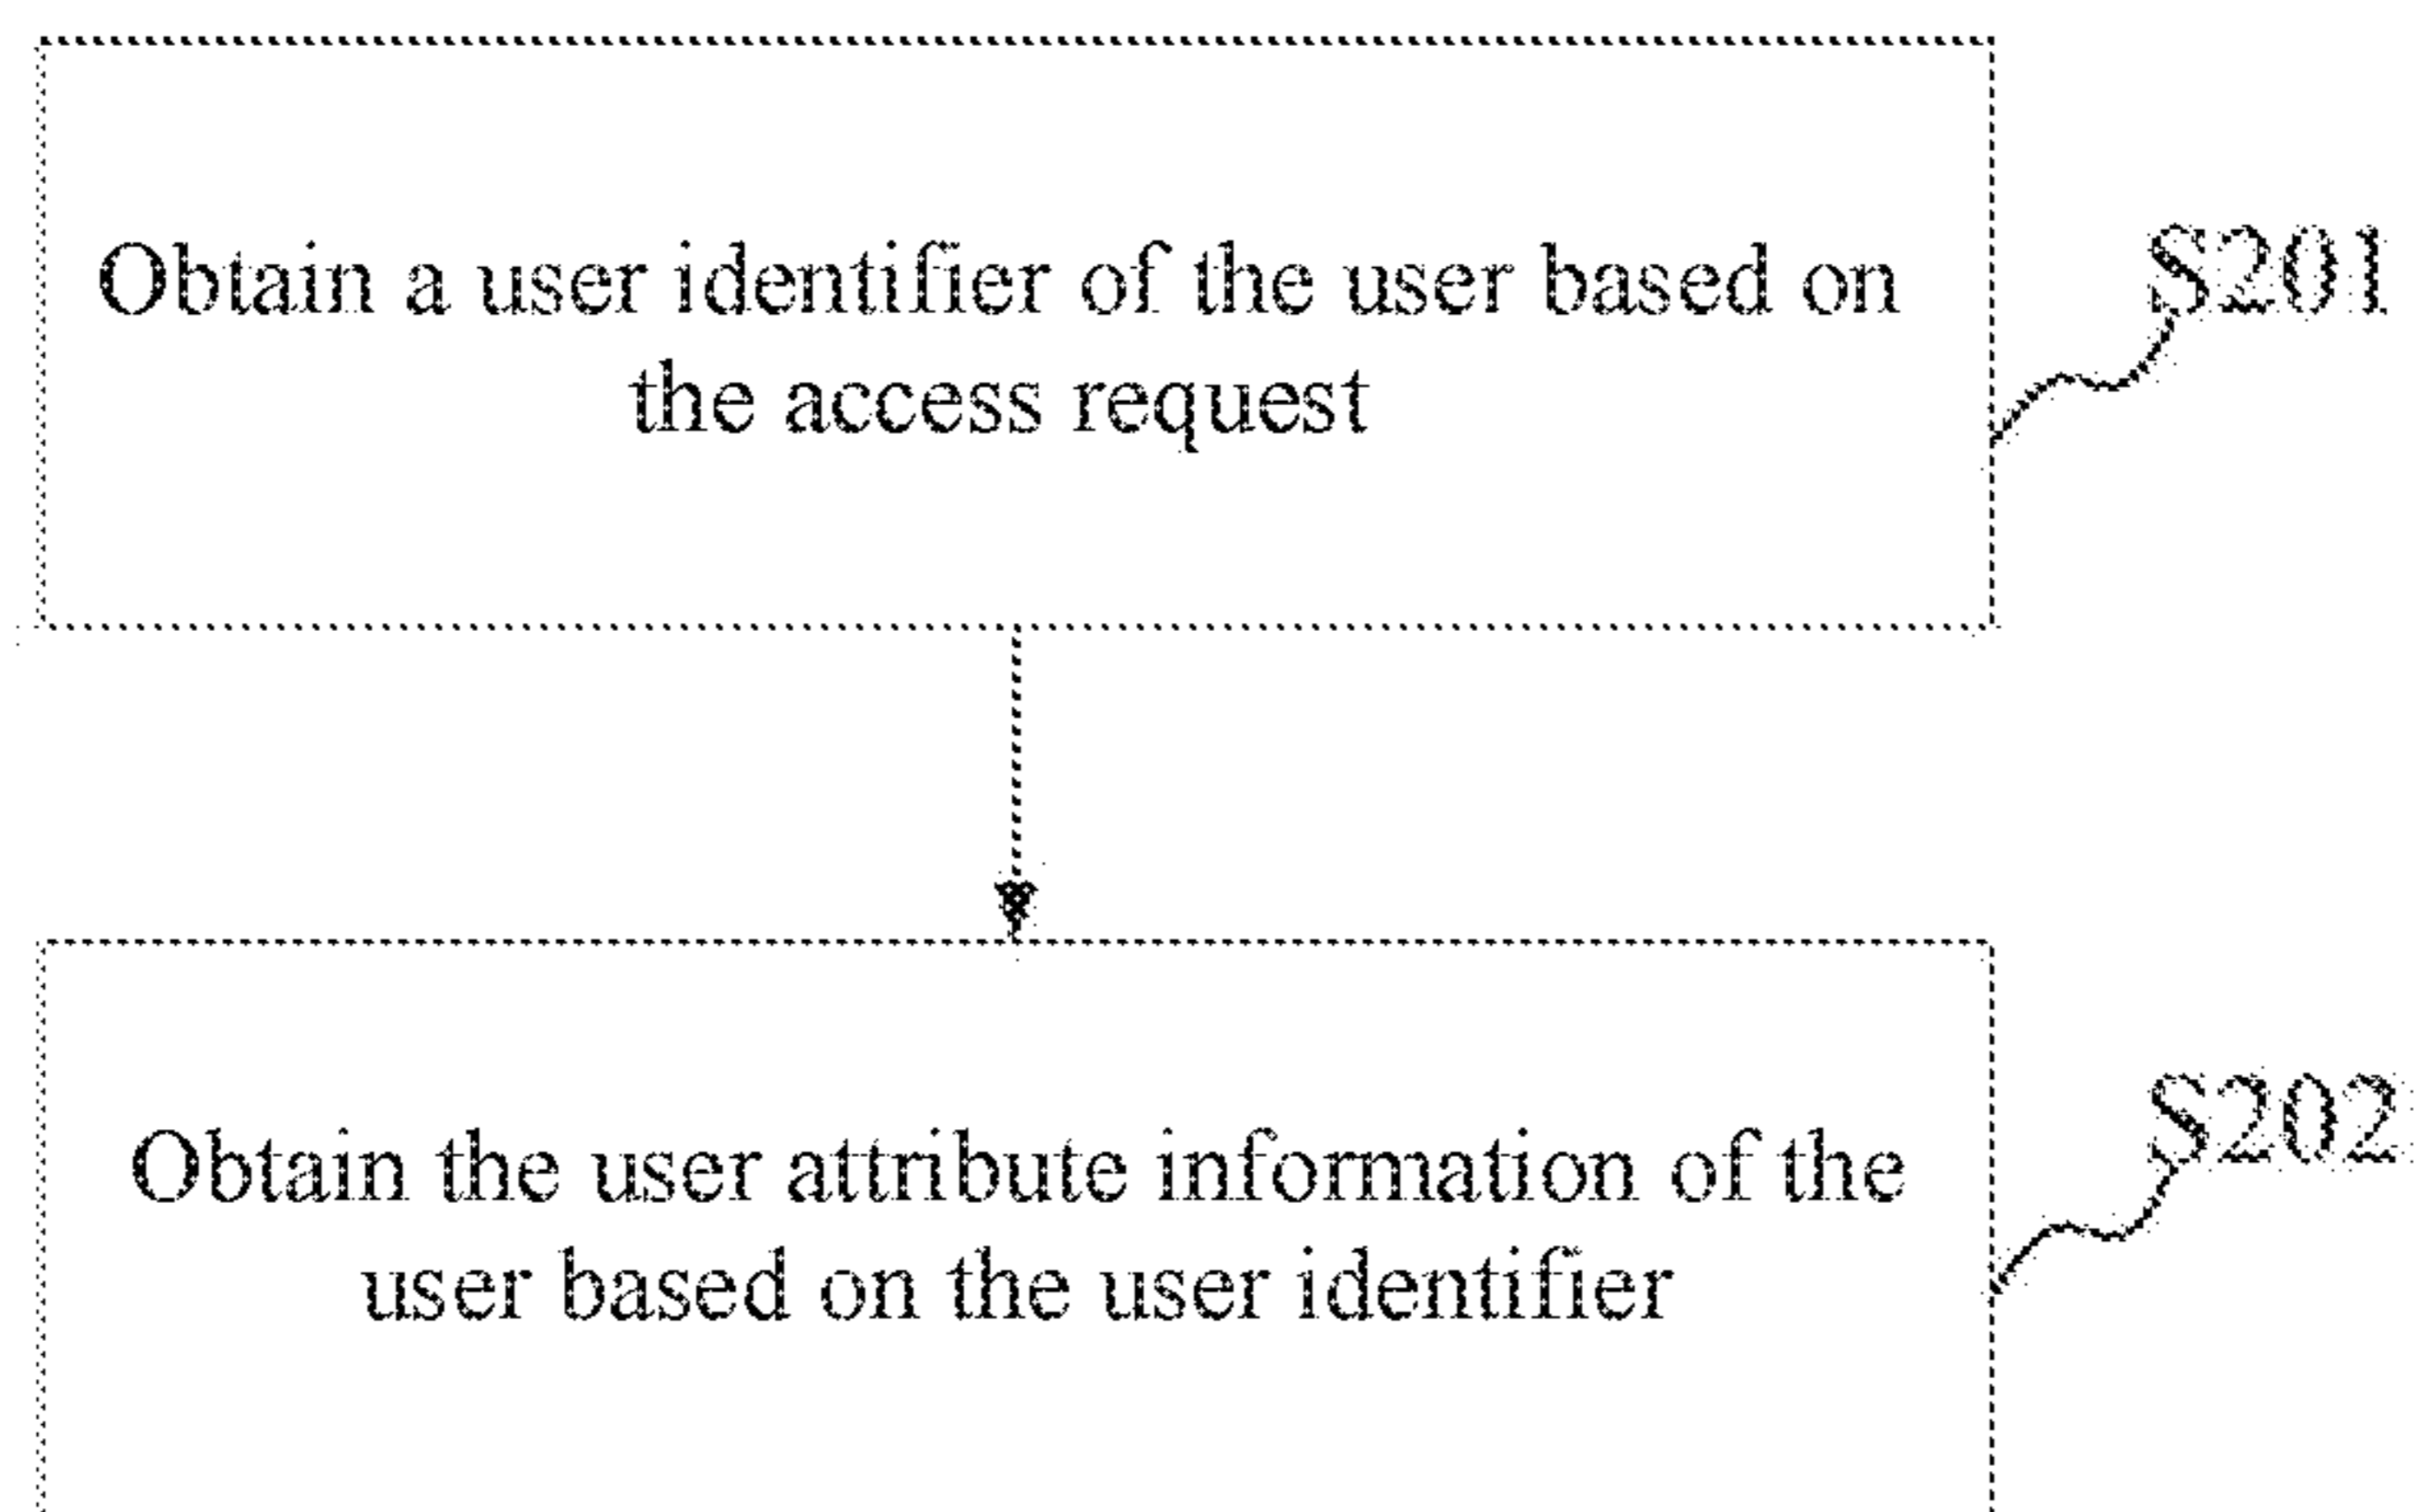 Obtain a user identifier of the user based on
the access request
S201
Obtain the user attribute information of the
user based on the user identifier
S202